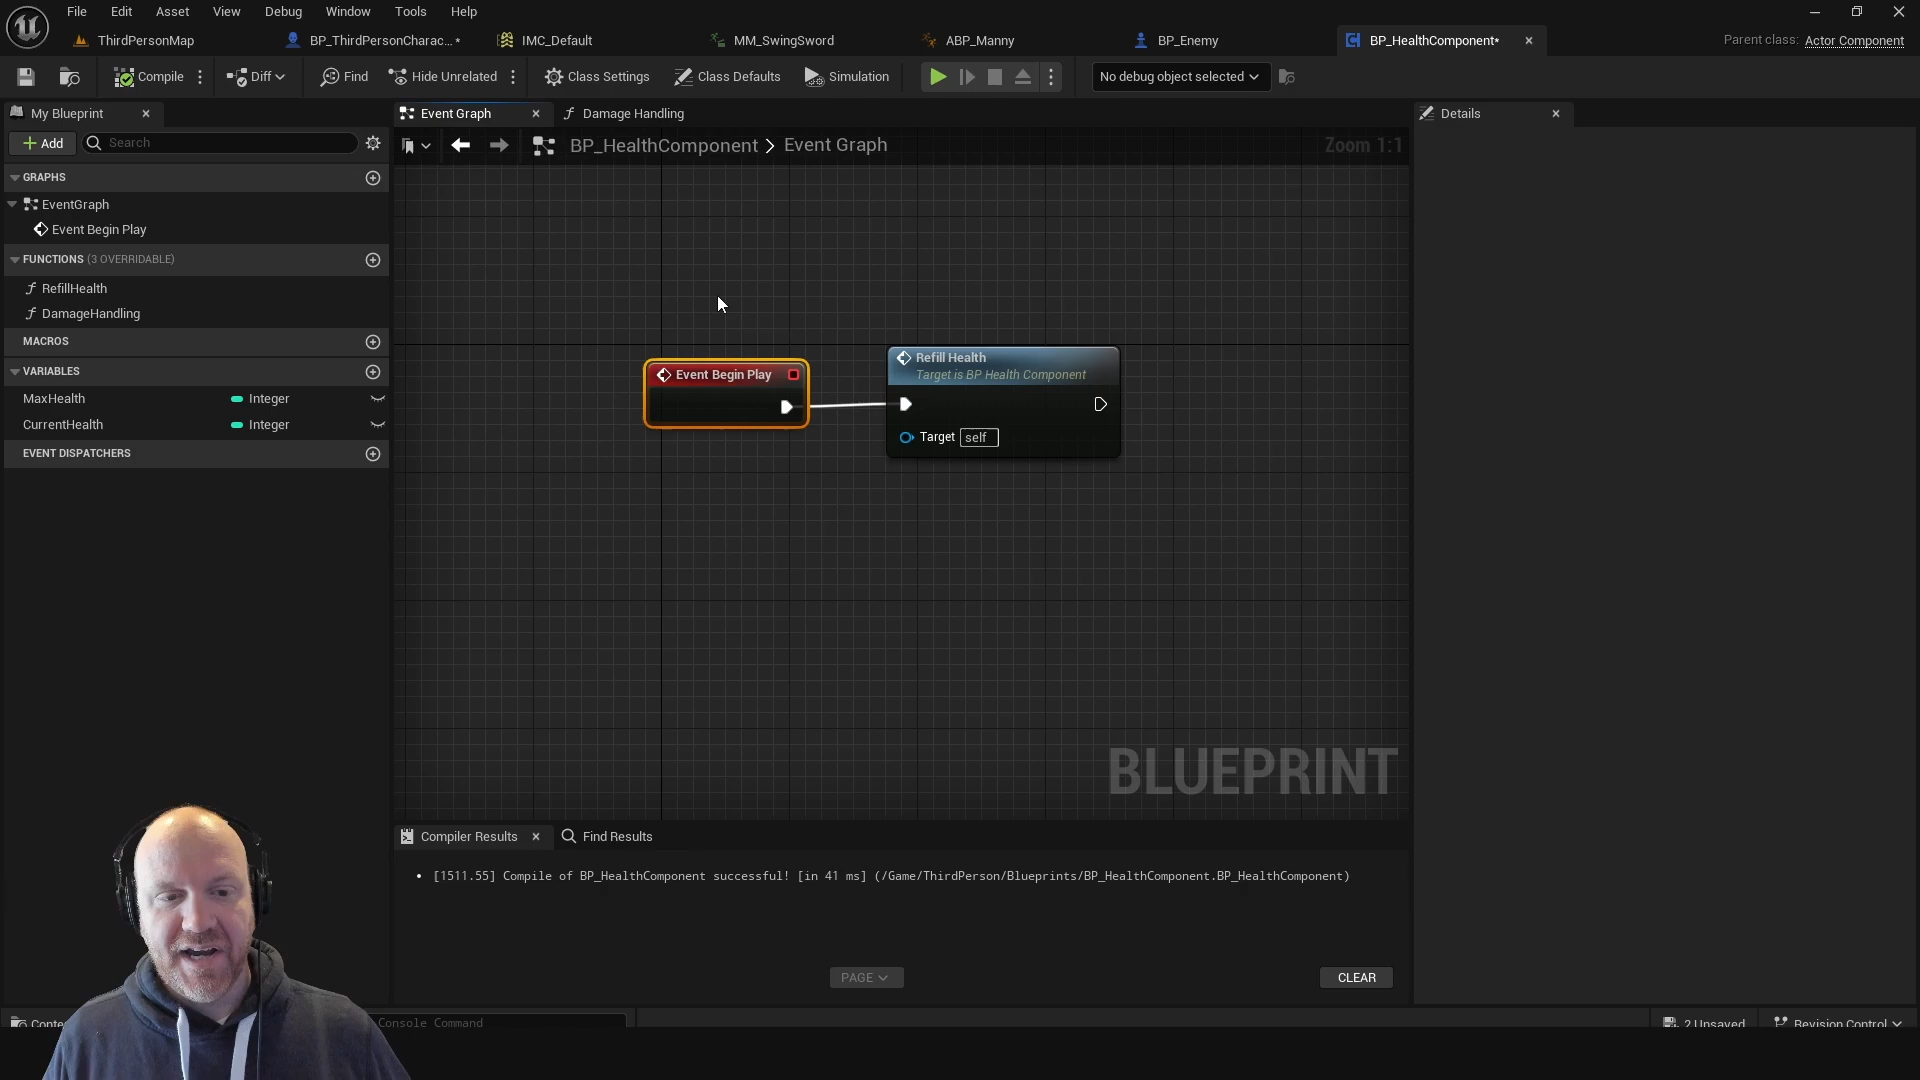 File Edit Asset View Debug Window Tools Help
ThirdPersonMap BP_ThirdPersonCharac...* IMC_Default MM_SwingSword ABP_Manny BP_Enemy BP_HealthComponent* Parent class: Actor Component
Compile Diff Find Hide Unrelated Class Settings Class Defaults Simulation No debug object selected
My Blueprint Event Graph Damage Handling Details
Add Search BP_HealthComponent > Event Graph Zoom 1:1
GRAPHS
EventGraph
Event Begin Play
FUNCTIONS (3 OVERRIDABLE)
RefillHealth
DamageHandling
MACROS
VARIABLES
MaxHealth Integer
CurrentHealth Integer
EVENT DISPATCHERS
Event Begin Play
Refill Health
Target is BP Health Component
Target self
BLUEPRINT
Compiler Results Find Results
[1511.55] Compile of BP_HealthComponent successful! [in 41 ms] (/Game/ThirdPerson/Blueprints/BP_HealthComponent.BP_HealthComponent)
PAGE CLEAR
Console Command 2 Unsaved Revision Control